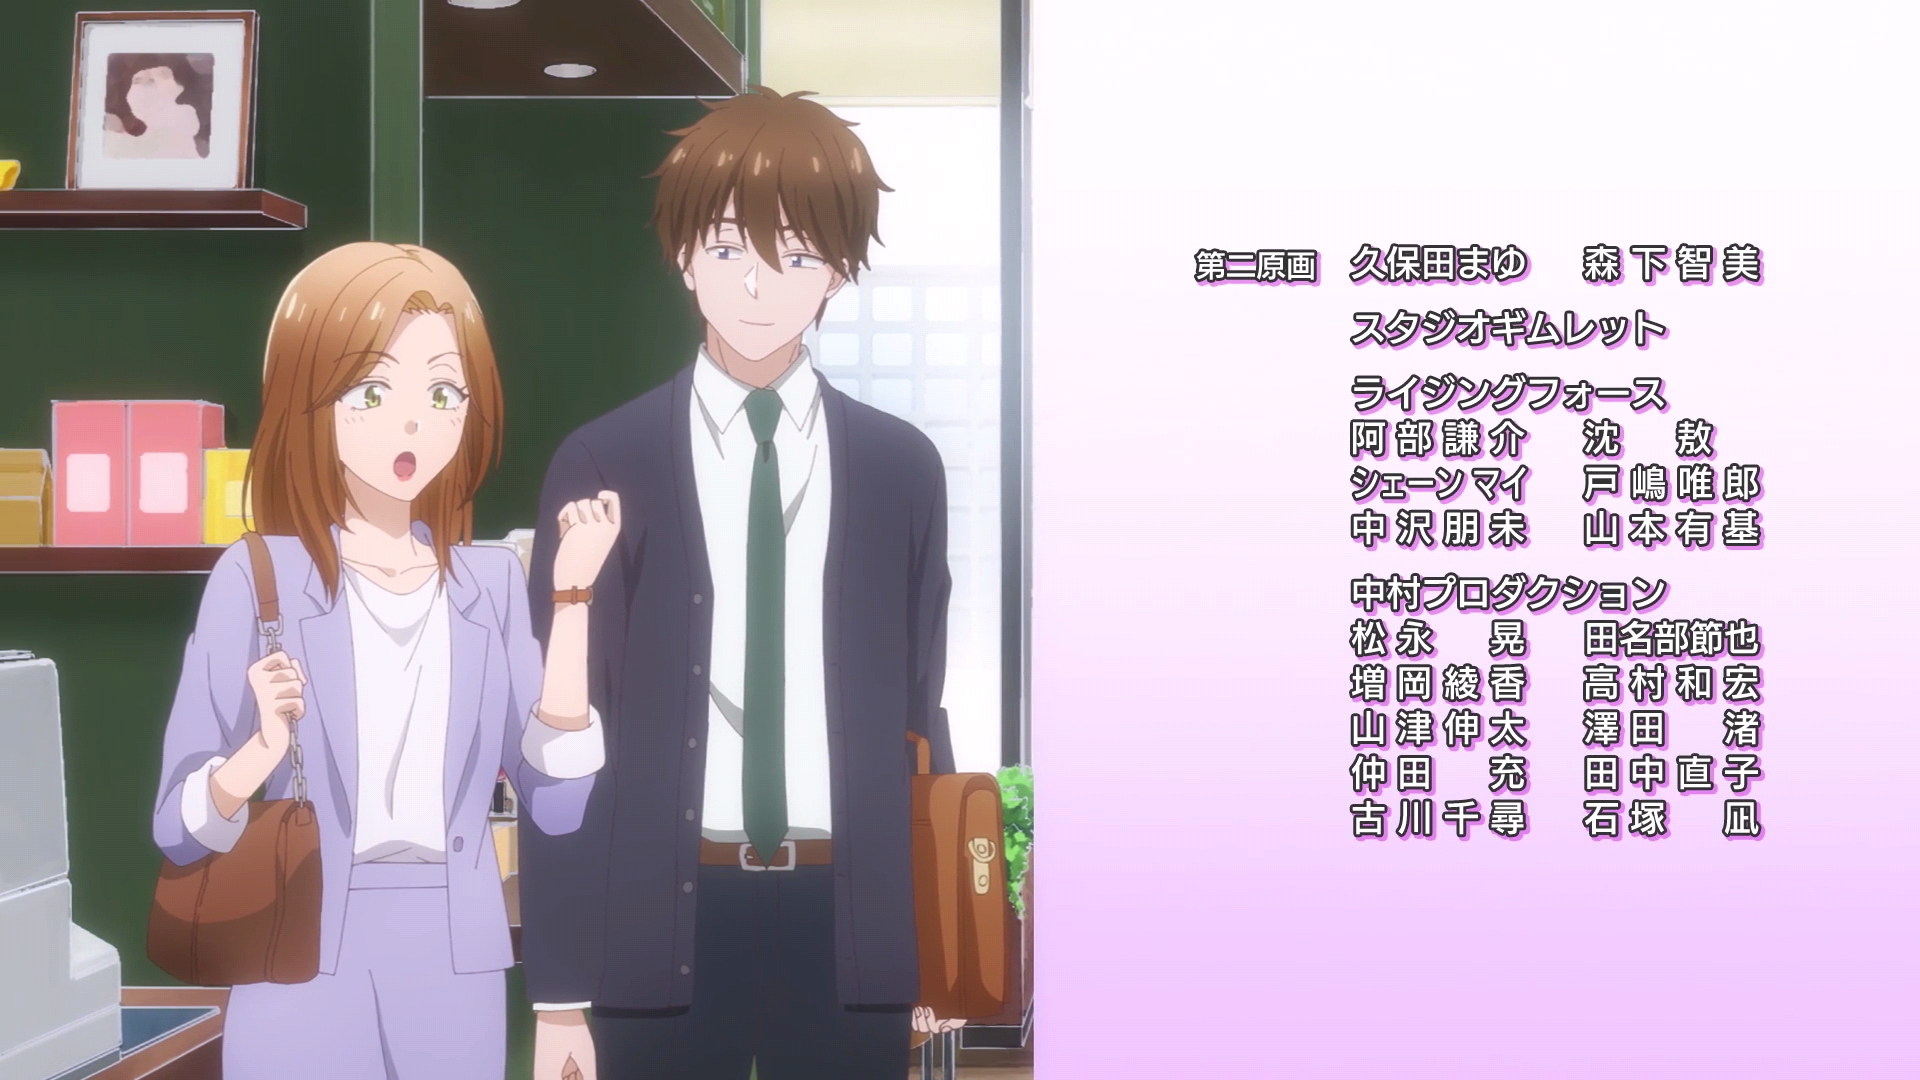 第二原画 久保田まゆ 森下智美
スタジオギムレット
ライジングフォース
阿部謙介 沈敖
シェーン マイ 戸嶋唯郎
中沢朋未 山本有基
中村プロダクション
松永晃 田名部節也
増岡綾香 高村和宏
山津伸太 澤田渚
仲田充 田中直子
古川千尋 石塚凪